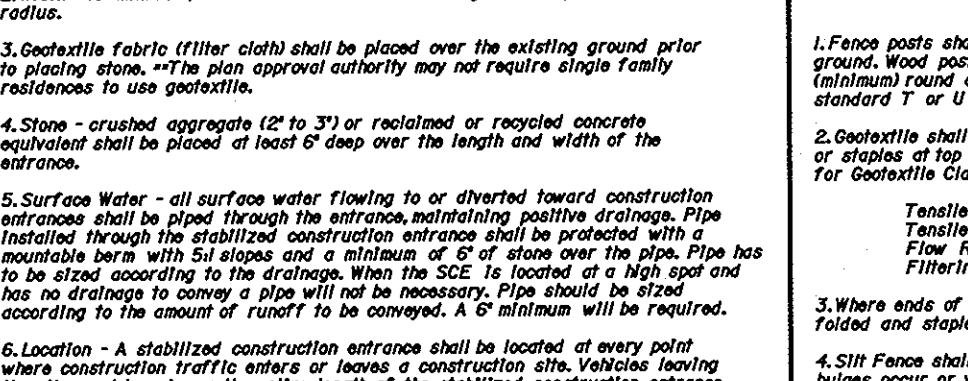 radius.
3. Geotextile fabric (filter cloth) shall be placed over the existing ground prior
to placing stone. **The plan approval authority may not require single family
residences to use geotextile.
4. Stone - crushed aggregate (2" to 3") or reclaimed or recycled concrete
equivalent shall be placed at least 6" deep over the length and width of the
entrance.
5. Surface Water - all surface water flowing to or diverted toward construction
entrances shall be piped through the entrance, maintaining positive drainage. Pipe
installed through the stabilized construction entrance shall be protected with a
mountable berm with 5:1 slopes and a minimum of 6" of stone over the pipe. Pipe has
to be sized according to the drainage. When the SCE is located at a high spot and
has no drainage to convey a pipe will not be necessary. Pipe should be sized
according to the amount of runoff to be conveyed. A 6" minimum will be required.
6. Location - A stabilized construction entrance shall be located at every point
where construction traffic enters or leaves a construction site. Vehicles leaving
1. Fence posts
ground. Wood
(minimum) round
standard T or U
2. Geotextile shall
or staples at top
for Geotextile
Tensile
Tensile
Flow
3. Where ends of
folded and
4. Silt Fence